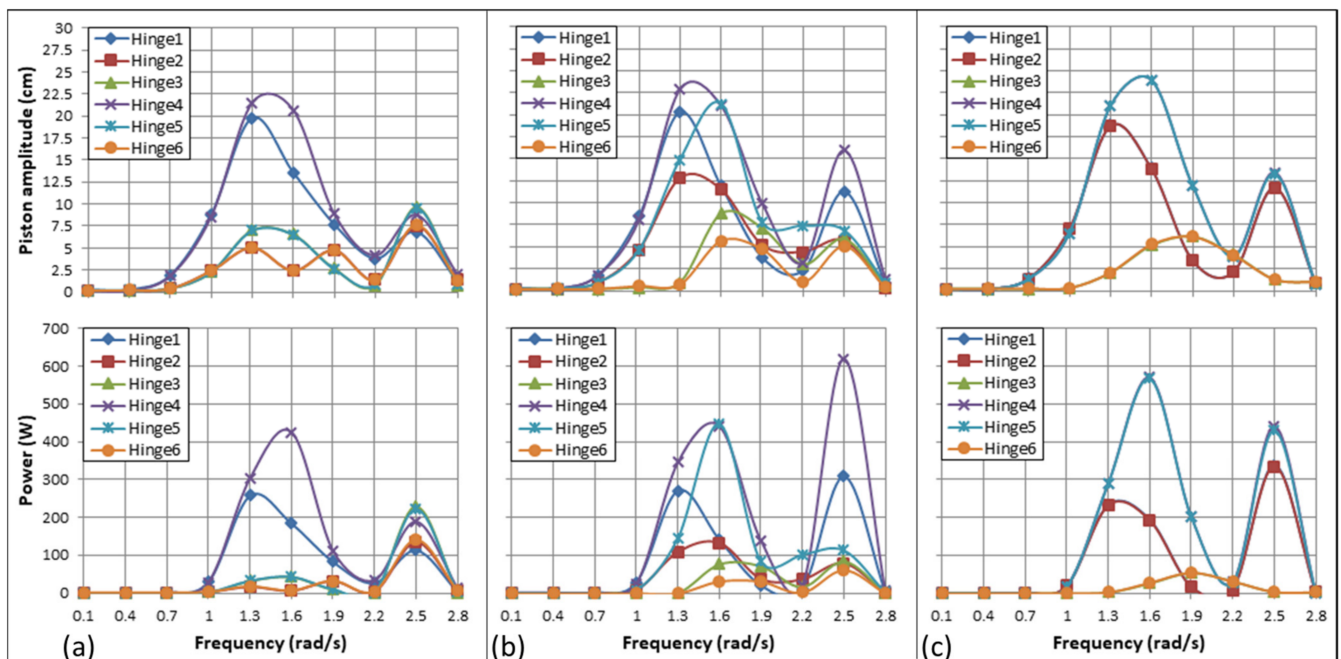 Piston amplitude (cm)
30
27.5
25
22.5
20
17.5
15
12.5
10
7.5
5
2.5
0
Hinge1
Hinge2
Hinge3
Hinge4
Hinge5
Hinge6
Hinge1
Hinge2
Hinge3
Hinge4
Hinge5
Hinge6
Hinge1
Hinge2
Hinge3
Hinge4
Hinge5
Hinge6
Power (W)
700
600
500
400
300
200
100
0
Hinge1
Hinge2
Hinge3
Hinge4
Hinge5
Hinge6
Hinge1
Hinge2
Hinge3
Hinge4
Hinge5
Hinge6
Hinge1
Hinge2
Hinge3
Hinge4
Hinge5
Hinge6
0.1 0.4 0.7 1 1.3 1.6 1.9 2.2 2.5 2.8
0.1 0.4 0.7 1 1.3 1.6 1.9 2.2 2.5 2.8
0.1 0.4 0.7 1 1.3 1.6 1.9 2.2 2.5 2.8
(a) Frequency (rad/s)
(b) Frequency (rad/s)
(c) Frequency (rad/s)